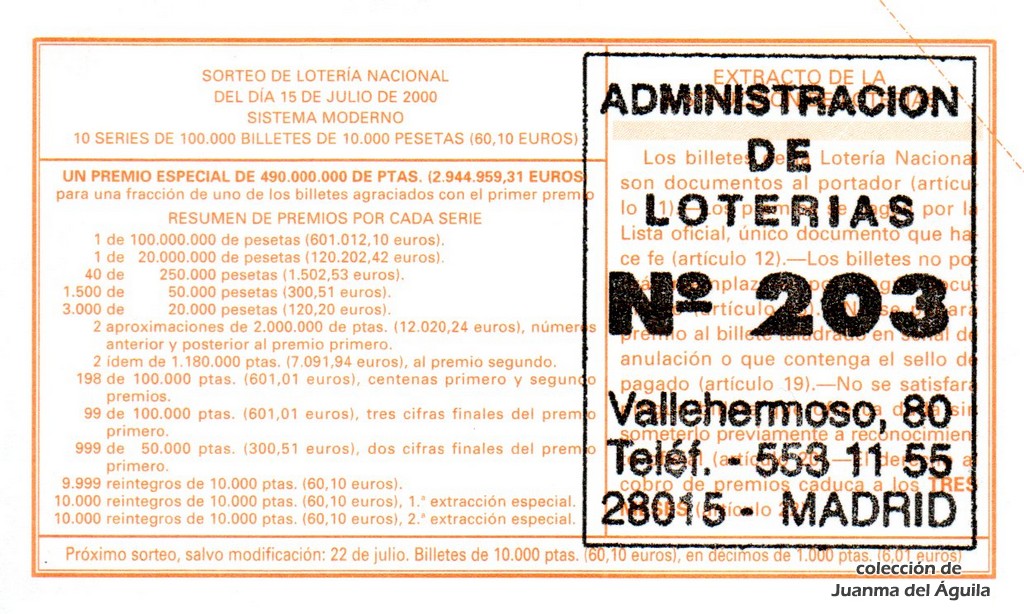 SORTEO DE LOTERÍA NACIONAL
DEL DÍA 15 DE JULIO DE 2000
SISTEMA MODERNO
10 SERIES DE 100.000 BILLETES DE 10.000 PESETAS (60,10 EUROS)
UN PREMIO ESPECIAL DE 490.000.000 DE PTAS. (2.944.959,31 EUROS
para una fracción de uno de los billetes agraciados con el primer premio
RESUMEN DE PREMIOS POR CADA SERIE
1 de 100.000.000 de pesetas (601.012,10 euros).
1 de 20.000.000 de pesetas (120.202,42 euros).
40 de 250.000 pesetas (1.502,53 euros).
1.500 de 50.000 pesetas (300,51 euros).
3.000 de 20.000 pesetas (120,20 euros).
2 aproximaciones de 2.000.000 de ptas. (12.020,24 euros), números
anterior y posterior al premio primero.
2 ídem de 1.180.000 ptas. (7.091,94 euros), al premio segundo.
198 de 100.000 ptas. (601,01 euros), centenas primero y segundo
premios.
99 de 100.000 ptas. (601,01 euros), tres cifras finales del premio
primero.
999 de 50.000 ptas. (300,51 euros), dos cifras finales del premio
primero.
9.999 reintegros de 10.000 ptas. (60,10 euros).
10.000 reintegros de 10.000 ptas. (60,10 euros), 1.ª extracción especial.
10.000 reintegros de 10.000 ptas. (60,10 euros), 2.ª extracción especial.
EXTRACTO DE LA
Los billetes de la Lotería Naciona
son documentos al portador (artícu
por la
Lista oficial, único documento que ha
ce fe (artículo 12).—Los billetes no po
premio al billete taladrado en señal de
anulación o que contenga el sello de
pagado (artículo 19).—No se satisfará
someterlo previamente a reconocimien
cobro de premios caduca a los TRES
MESES
ADMINISTRACION
DE
LOTERIAS
Nº 203
Vallehermoso, 80
Teléf. - 553 11 55
28015 - MADRID
Próximo sorteo, salvo modificación: 22 de julio. Billetes de 10.000 ptas. (60,10 euros), en décimos de 1.000 ptas. (6,01 euros)
colección de
Juanma del Águila